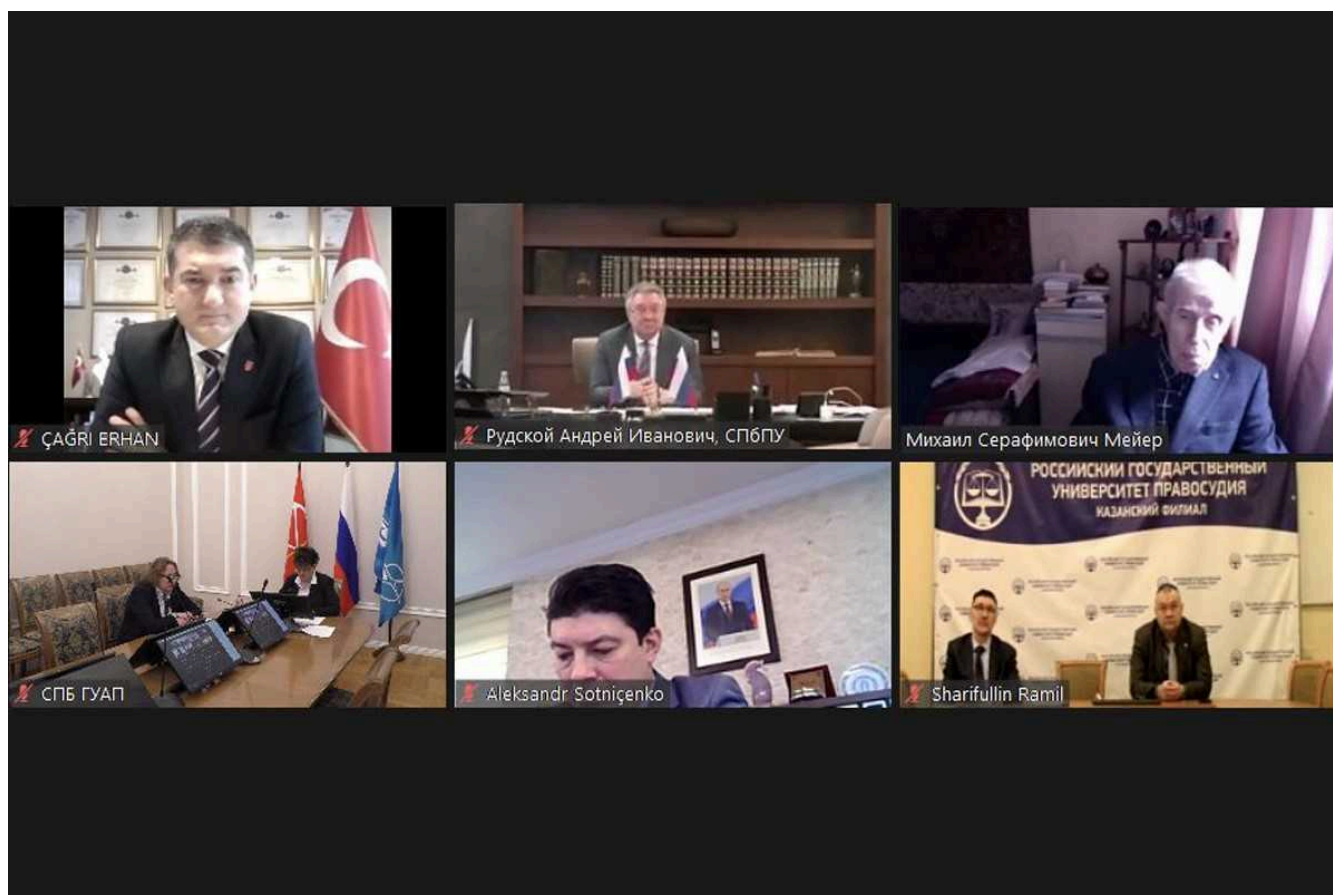 ÇAĞRI ERHAN
Рудской Андрей Иванович, СПбПУ
Михаил Серафимович Мейер
СПБ ГУАП
Aleksandr Sotniçenko
РОССИЙСКИЙ ГОСУДАРСТВЕННЫЙ
УНИВЕРСИТЕТ ПРАВОСУДИЯ
КАЗАНСКИЙ ФИЛИАЛ
Sharifullin Ramil